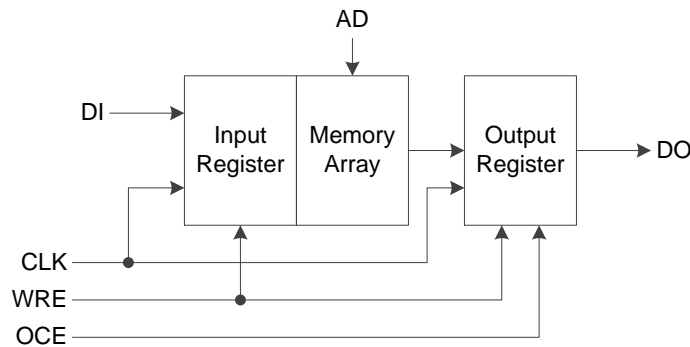 AD
DI
Input
Register
Memory
Array
Output
Register
DO
CLK
WRE
OCE